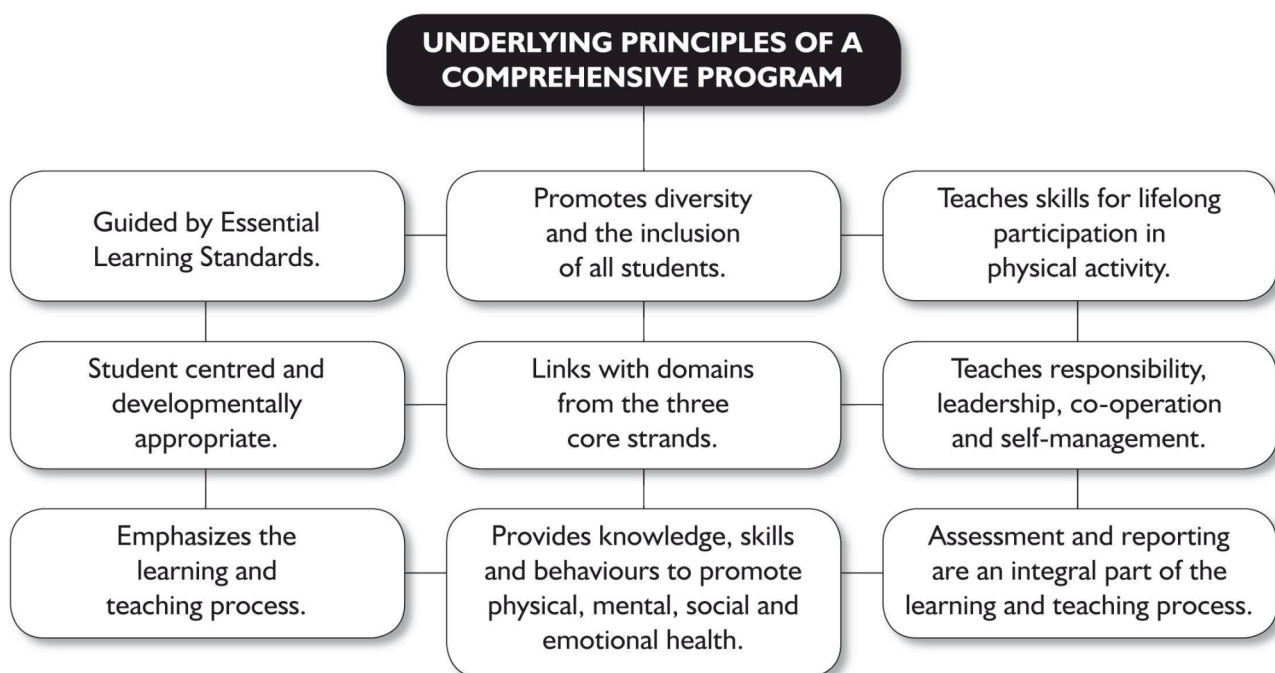 UNDERLYING PRINCIPLES OF A
COMPREHENSIVE PROGRAM
Guided by Essential
Learning Standards.
Promotes diversity
and the inclusion
of all students.
Teaches skills for lifelong
participation in
physical activity.
Student centred and
developmentally
appropriate.
Links with domains
from the three
core strands.
Teaches responsibility,
leadership, co-operation
and self-management.
Emphasizes the
learning and
teaching process.
Provides knowledge, skills
and behaviours to promote
physical, mental, social and
emotional health.
Assessment and reporting
are an integral part of the
learning and teaching process.